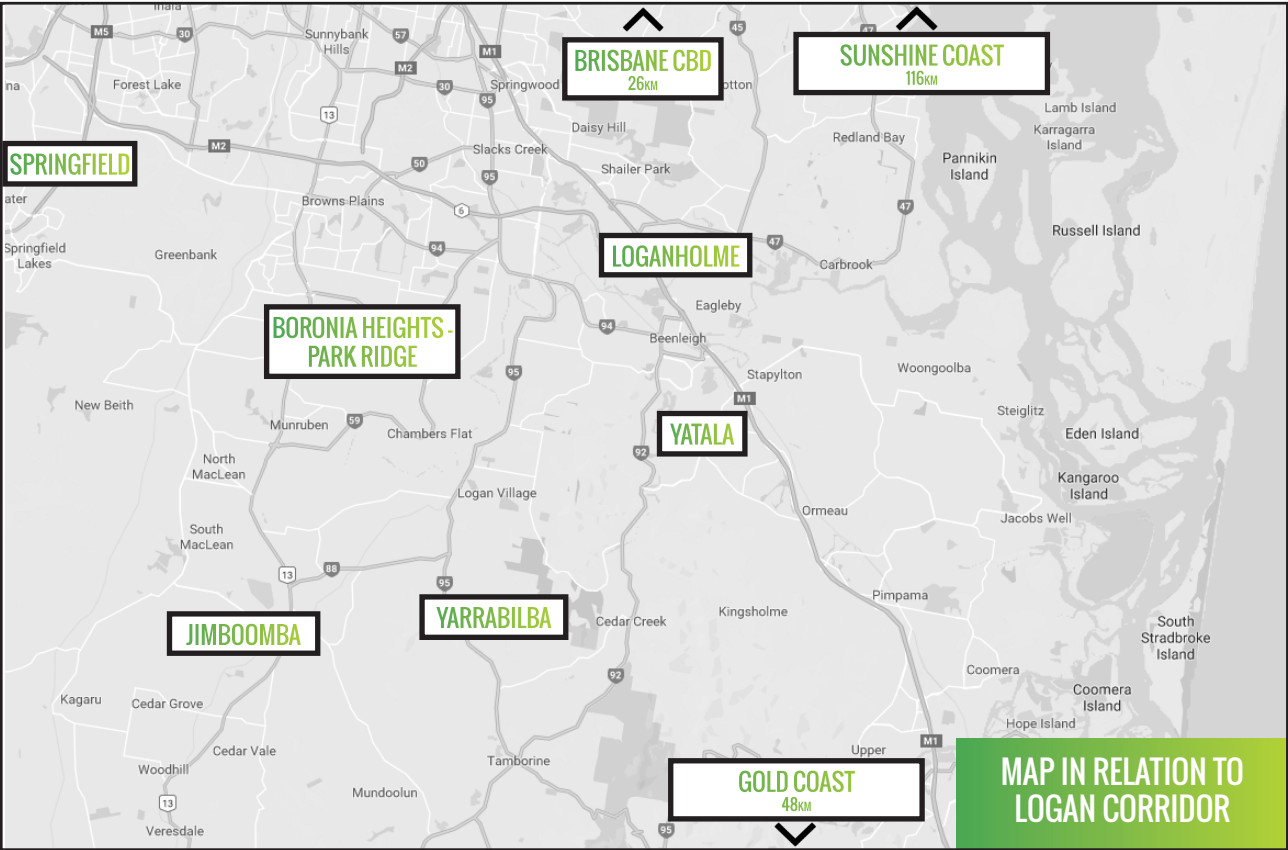 Inala
M5
30
Sunnybank
Hills
57
M1
45
47
BRISBANE CBD
26KM
SUNSHINE COAST
116KM
M2
Forest Lake
30
95
Springwood
13
Daisy Hill
Lamb Island
Karragarra
Island
Redland Bay
M2
Slacks Creek
SPRINGFIELD
50
95
Shailer Park
Pannikin
Island
Browns Plains
6
47
Russell Island
Springfield
Lakes
Greenbank
94
LOGANHOLME
47
Carbrook
BORONIA HEIGHTS -
PARK RIDGE
Eagleby
94
Beenleigh
95
Stapylton
Woongoolba
M1
New Beith
Munruben
59
Chambers Flat
YATALA
Steiglitz
Eden Island
92
North
MacLean
Kangaroo
Island
Logan Village
Ormeau
Jacobs Well
South
MacLean
13
88
95
Pimpama
JIMBOOMBA
YARRABILBA
Cedar Creek
Kingsholme
South
Stradbroke
Island
92
Coomera
Kagaru
Cedar Grove
Coomera
Island
Hope Island
Cedar Vale
Tamborine
Upper
M1
Woodhill
GOLD COAST
48KM
MAP IN RELATION TO
LOGAN CORRIDOR
Mundoolun
13
Veresdale
95